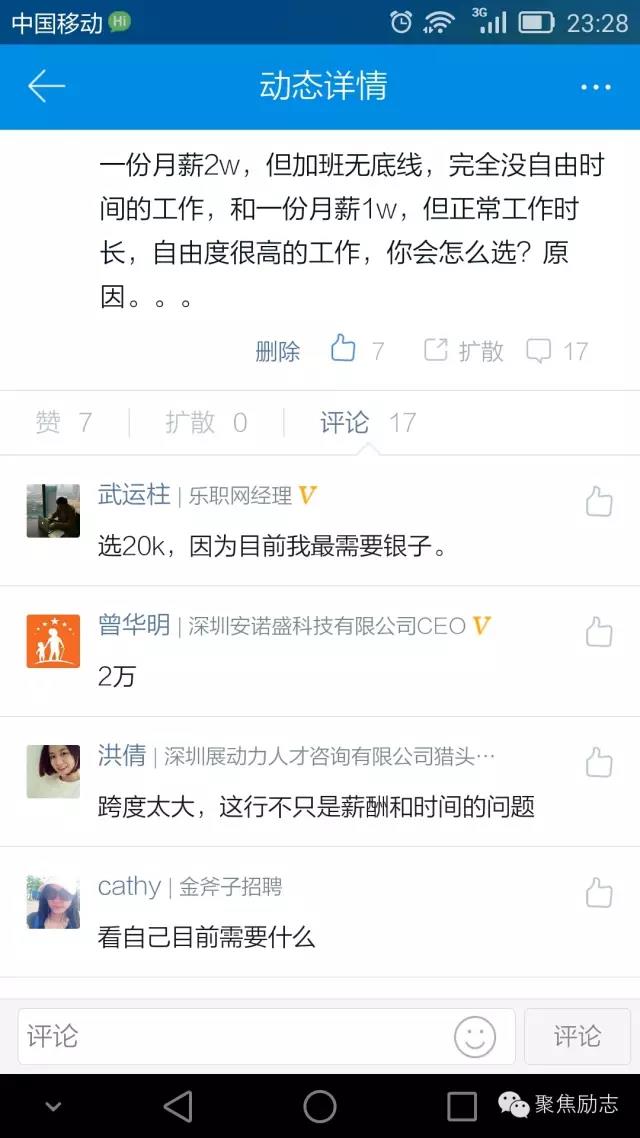 中国移动 Hi 3G 23:28
动态详情
一份月薪2w，但加班无底线，完全没自由时
间的工作，和一份月薪1w，但正常工作时
长，自由度很高的工作，你会怎么选？原
因。。。
删除 7 扩散 17
赞 7 扩散 0 评论 17
武运柱 | 乐职网经理 V
选20k，因为目前我最需要银子。
曾华明 | 深圳安诺盛科技有限公司CEO V
2万
洪倩 | 深圳展动力人才咨询有限公司猎头…
跨度太大，这行不只是薪酬和时间的问题
cathy | 金斧子招聘
看自己目前需要什么
评论 评论
聚焦励志